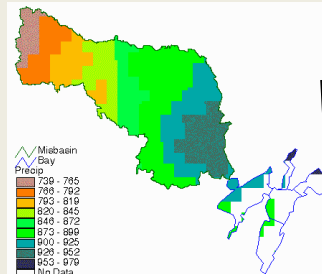 Miabasin
Bay
Precip
739 - 765
766 - 792
793 - 819
820 - 845
846 - 872
873 - 899
900 - 925
926 - 952
953 - 979
No Data